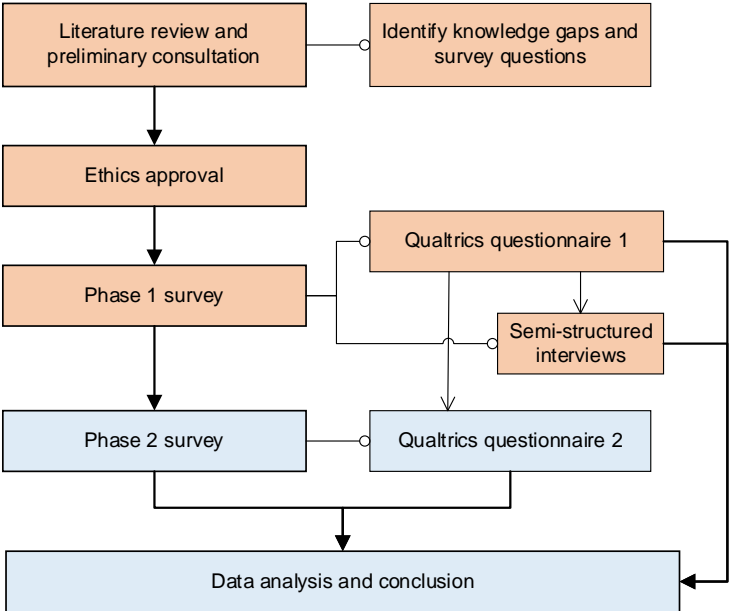 Literature review and
preliminary consultation
Identify knowledge gaps and
survey questions
Ethics approval
Qualtrics questionnaire 1
Phase 1 survey
Semi-structured
interviews
Phase 2 survey
Qualtrics questionnaire 2
Data analysis and conclusion